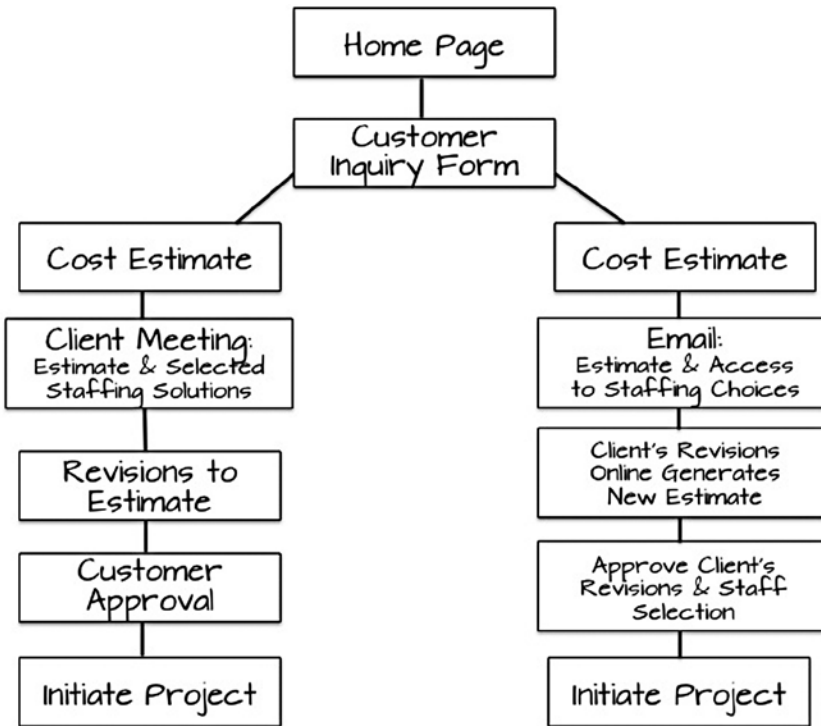 Home Page
Customer
Inquiry Form
Cost Estimate
Client Meeting:
Estimate & Selected
Staffing Solutions
Revisions to
Estimate
Customer
Approval
Initiate Project
Cost Estimate
Email:
Estimate & Access
to Staffing Choices
Client's Revisions
Online Generates
New Estimate
Approve Client's
Revisions & Staff
Selection
Initiate Project